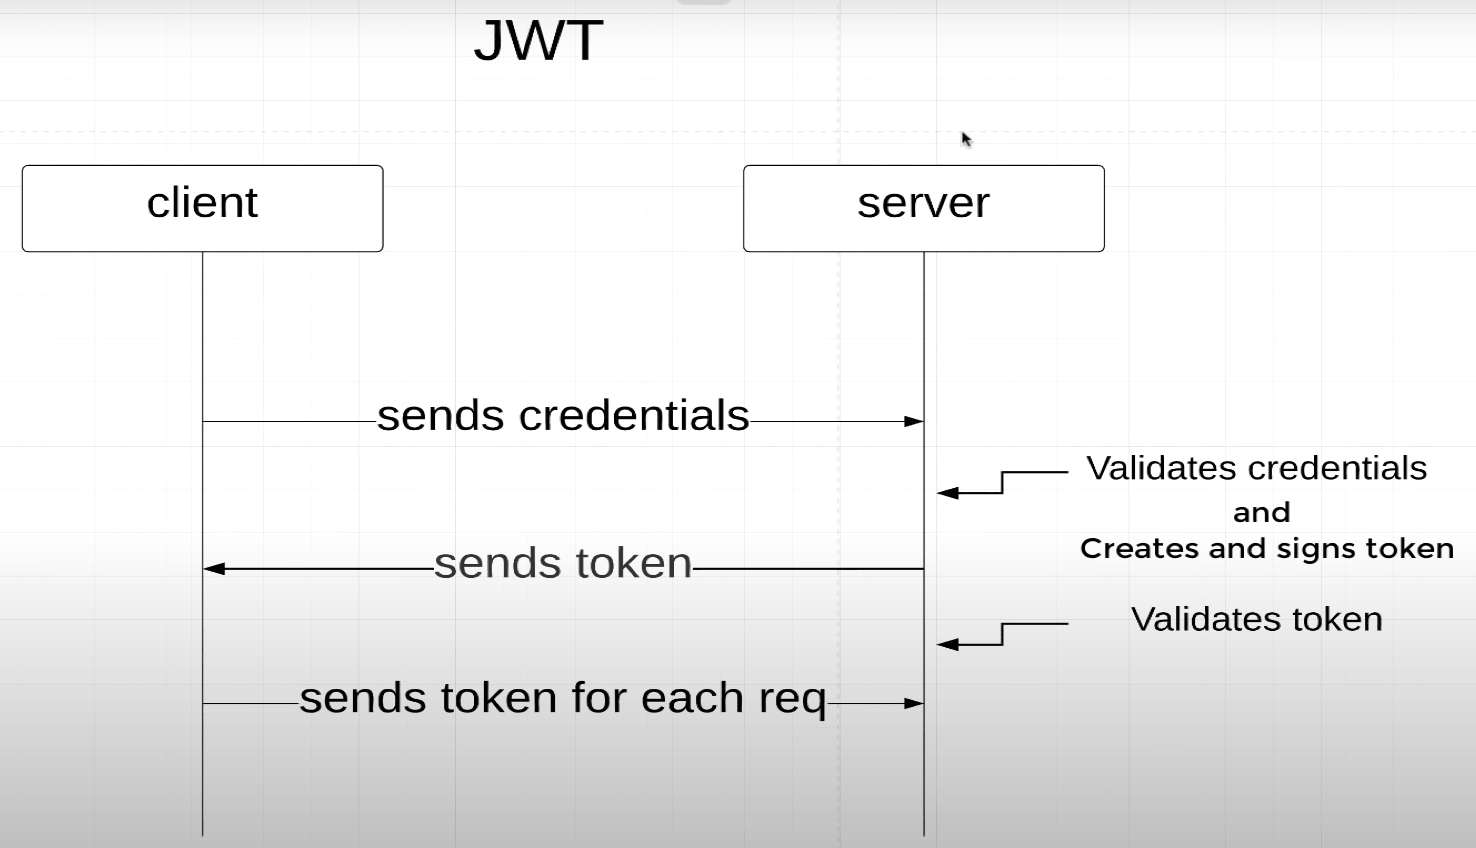 JWT
client
server
sends credentials
Validates credentials
and
Creates and signs token
sends token
Validates token
sends token for each req